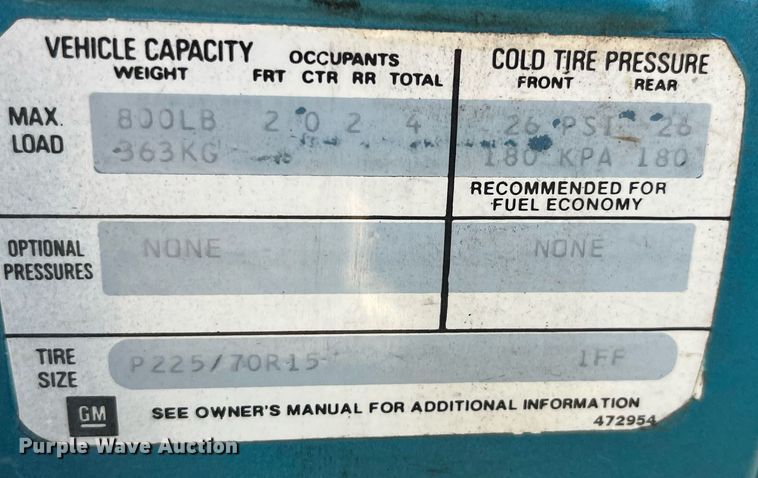 VEHICLE CAPACITY OCCUPANTS COLD TIRE PRESSURE
WEIGHT FRT CTR RR TOTAL FRONT REAR
MAX. LOAD 800LB 2 0 2 4 26 PSI 26
363KG 180 KPA 180
RECOMMENDED FOR
FUEL ECONOMY
OPTIONAL PRESSURES NONE NONE
TIRE SIZE P225/70R15 1FF
GM SEE OWNER'S MANUAL FOR ADDITIONAL INFORMATION
472954
Purple Wave Auction